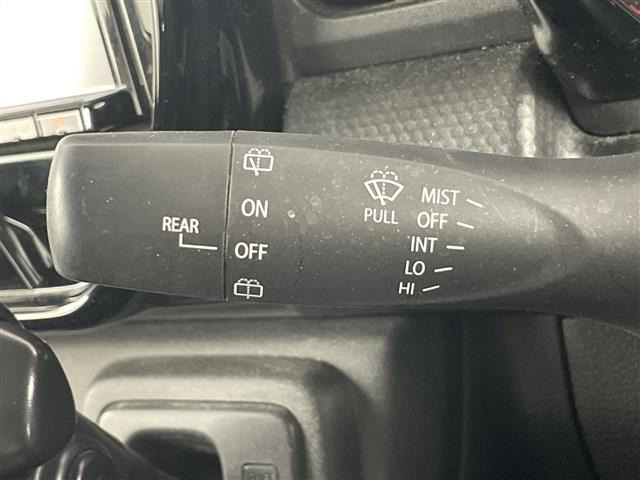 REAR
ON
OFF
PULL
MIST
OFF
INT
LO
HI